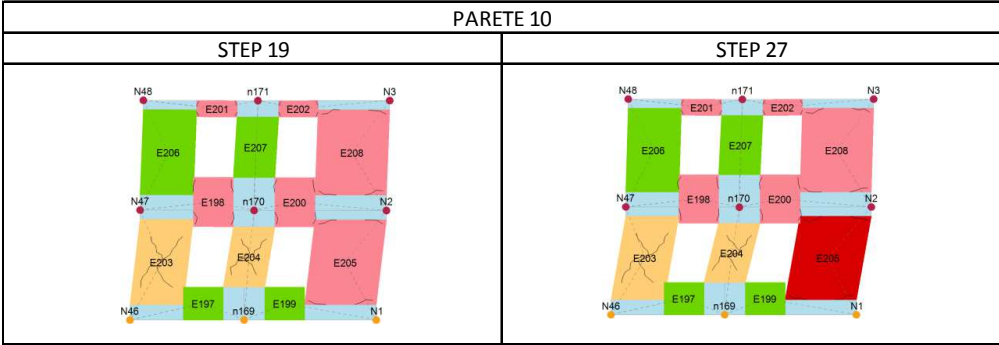 PARETE 10
STEP 19 STEP 27
N48 n171 N3
E201 E202
E206 E207 E208
N47 E198 n170 E200 N2
E203 E204 E205
N46 E197 n169 E199 N1
N48 n171 N3
E201 E202
E206 E207 E208
N47 E198 n170 E200 N2
E203 E204 E205
N46 E197 n169 E199 N1